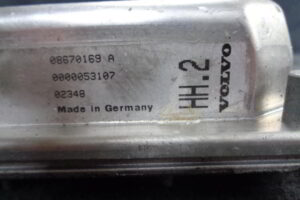 08670169 A
0000053107
02348
Made in Germany
HH.2
VOLVO